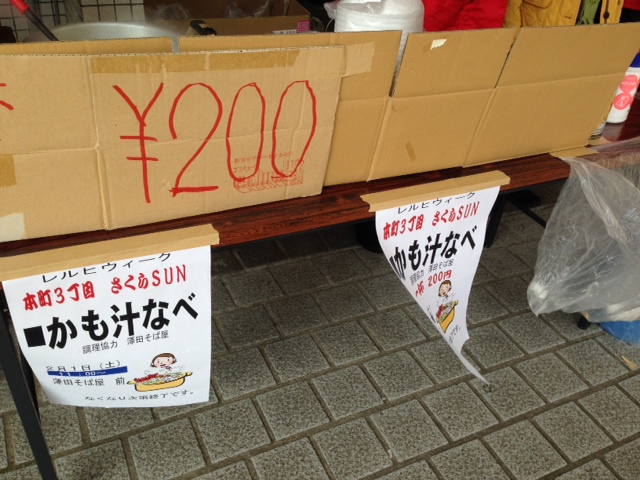 ¥200
レルヒウィーク
本町3丁目 さくらSUN
■かも汁なべ
調理協力 澤田そば屋
2月1日(土)
11:00~
澤田そば屋 前
なくなり次第終了です。
レルヒウィーク
本町3丁目 さくらSUN
■かも汁なべ
調理協力 澤田そば屋
杯 200円